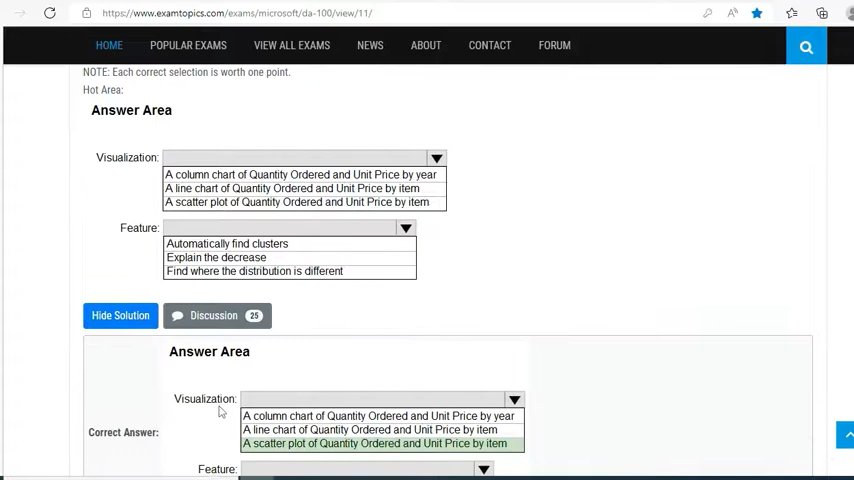 https://www.examtopics.com/exams/microsoft/da-100/view/11/
HOME POPULAR EXAMS VIEW ALL EXAMS NEWS ABOUT CONTACT FORUM
NOTE: Each correct selection is worth one point.
Hot Area:
Answer Area
Visualization:
A column chart of Quantity Ordered and Unit Price by year
A line chart of Quantity Ordered and Unit Price by item
A scatter plot of Quantity Ordered and Unit Price by item
Feature:
Automatically find clusters
Explain the decrease
Find where the distribution is different
Hide Solution Discussion 25
Answer Area
Visualization:
A column chart of Quantity Ordered and Unit Price by year
A line chart of Quantity Ordered and Unit Price by item
Correct Answer:
A scatter plot of Quantity Ordered and Unit Price by item
Feature: